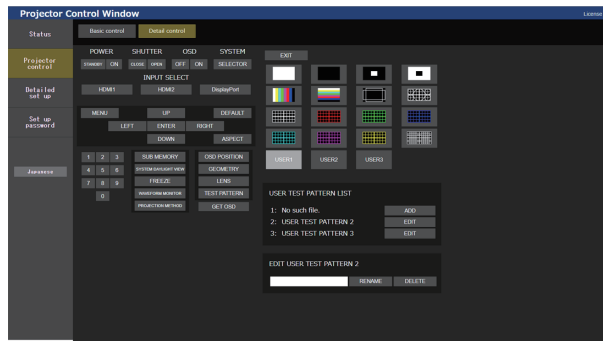 Projector Control Window
Licensed
Status
Projector control
Detailed set up
Set up password
Japanese
Basic control
Detail control
POWER SHUTTER OSD SYSTEM
STANDBY ON CLOSE OPEN OFF ON SELECTOR
INPUT SELECT
HDMI1 HDMI2 DisplayPort
MENU UP DEFAULT
LEFT ENTER RIGHT
DOWN ASPECT
1 2 3 SUB MEMORY OSD POSITION
4 5 6 SYSTEM DAYLIGHT VIEW GEOMETRY
7 8 9 FREEZE LENS
0 WAVEFORM MONITOR TEST PATTERN
PROJECTION METHOD GET OSD
EXIT
USER1 USER2 USER3
USER TEST PATTERN LIST
1: No such file. ADD
2: USER TEST PATTERN 2 EDIT
3: USER TEST PATTERN 3 EDIT
EDIT USER TEST PATTERN 2
RENAME DELETE